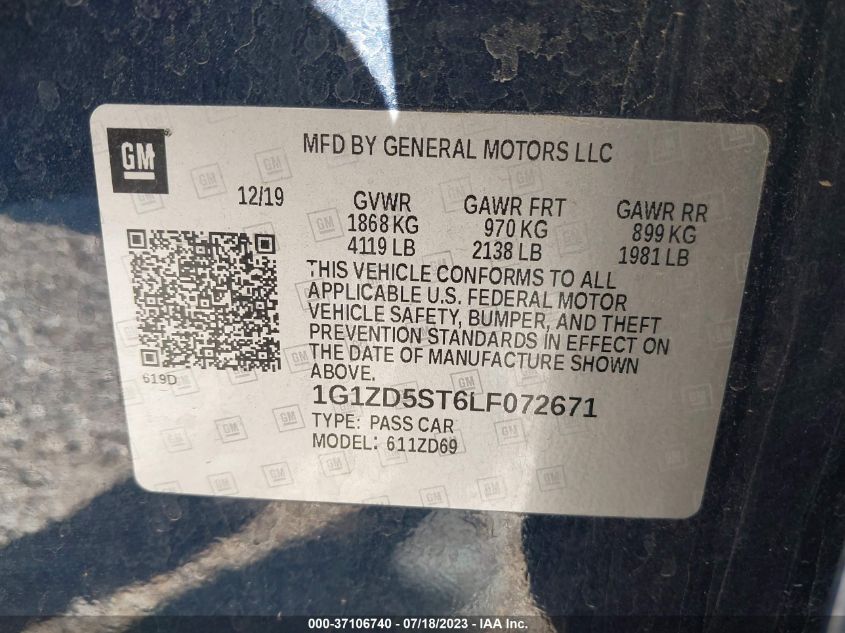 GM
MFD BY GENERAL MOTORS LLC
12/19
GVWR
1868 KG
4119 LB
GAWR FRT
970 KG
2138 LB
GAWR RR
899 KG
1981 LB
THIS VEHICLE CONFORMS TO ALL
APPLICABLE U.S. FEDERAL MOTOR
VEHICLE SAFETY, BUMPER, AND THEFT
PREVENTION STANDARDS IN EFFECT ON
THE DATE OF MANUFACTURE SHOWN
ABOVE.
619D
1G1ZD5ST6LF072671
TYPE: PASS CAR
MODEL: 611ZD69
000-37106740 - 07/18/2023 - IAAI.com